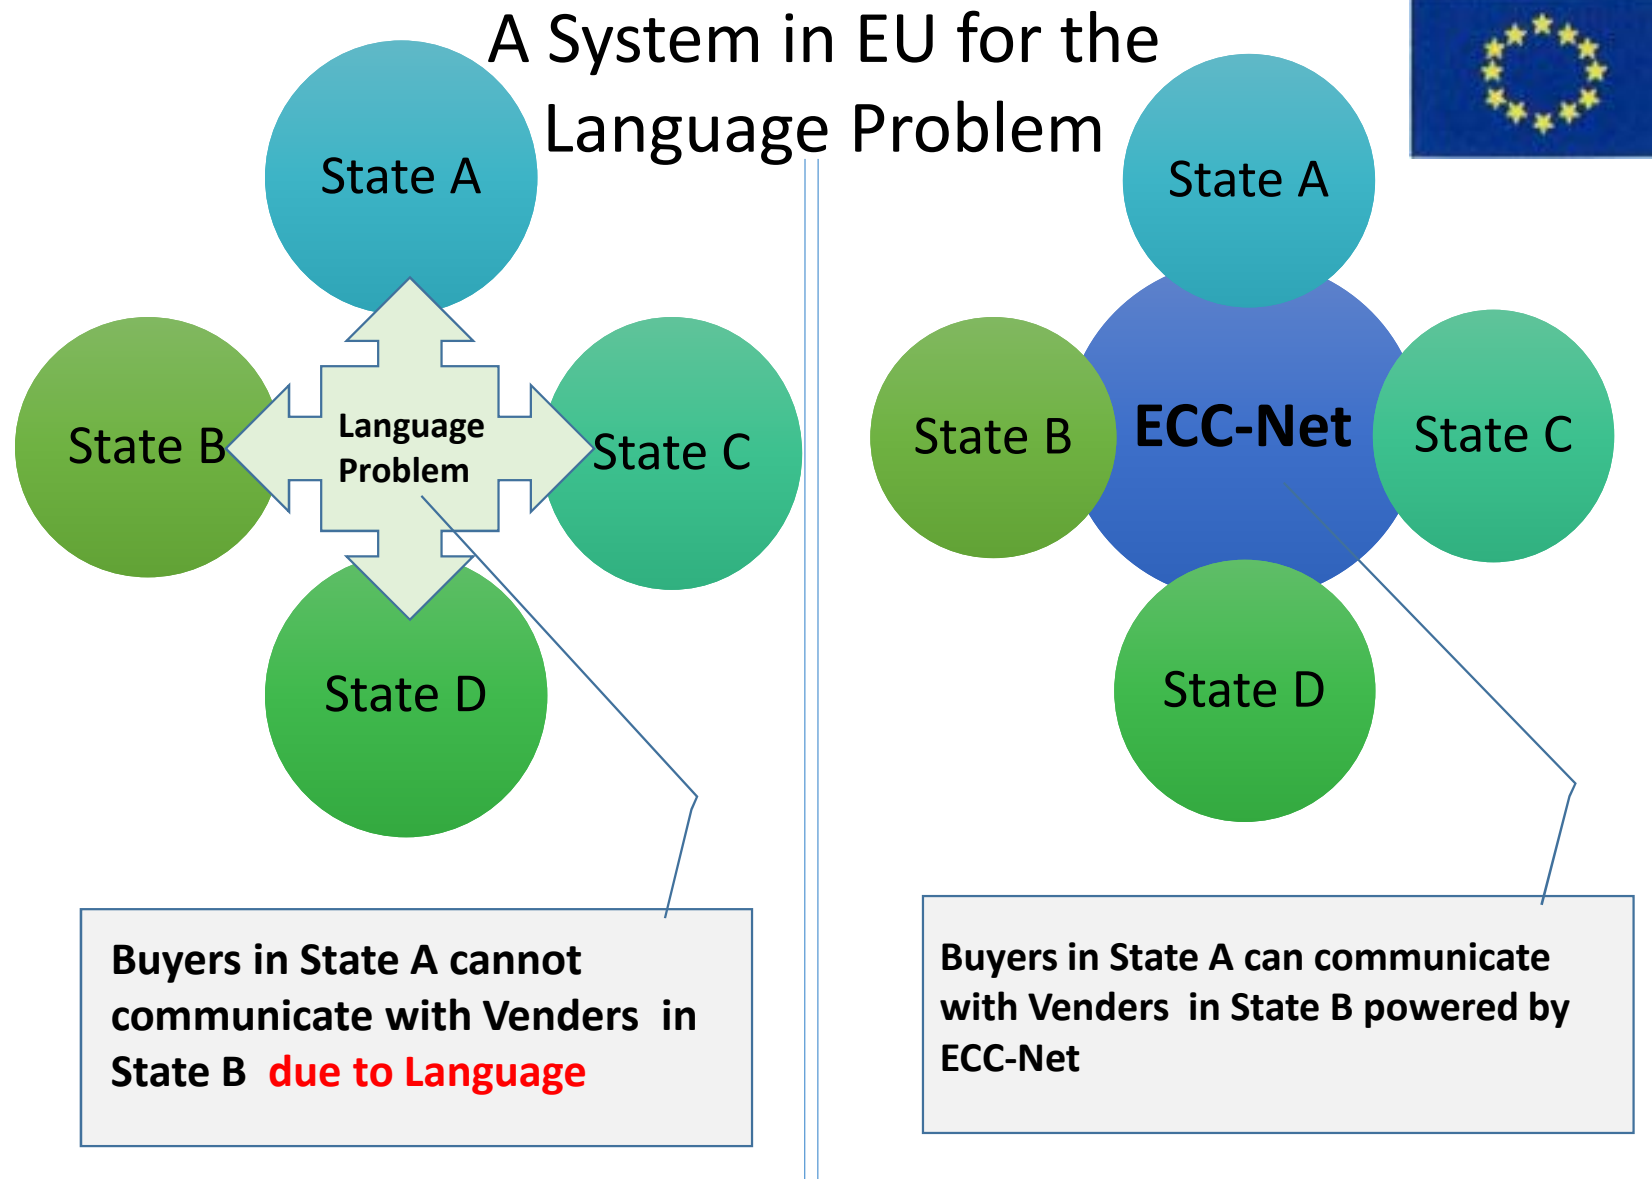 A System in EU for the
Language Problem
State A
State B
Language
Problem
State C
State D
Buyers in State A cannot
communicate with Venders  in
State B  due to Language
State A
State B
ECC-Net
State C
State D
Buyers in State A can communicate
with Venders  in State B powered by
ECC-Net